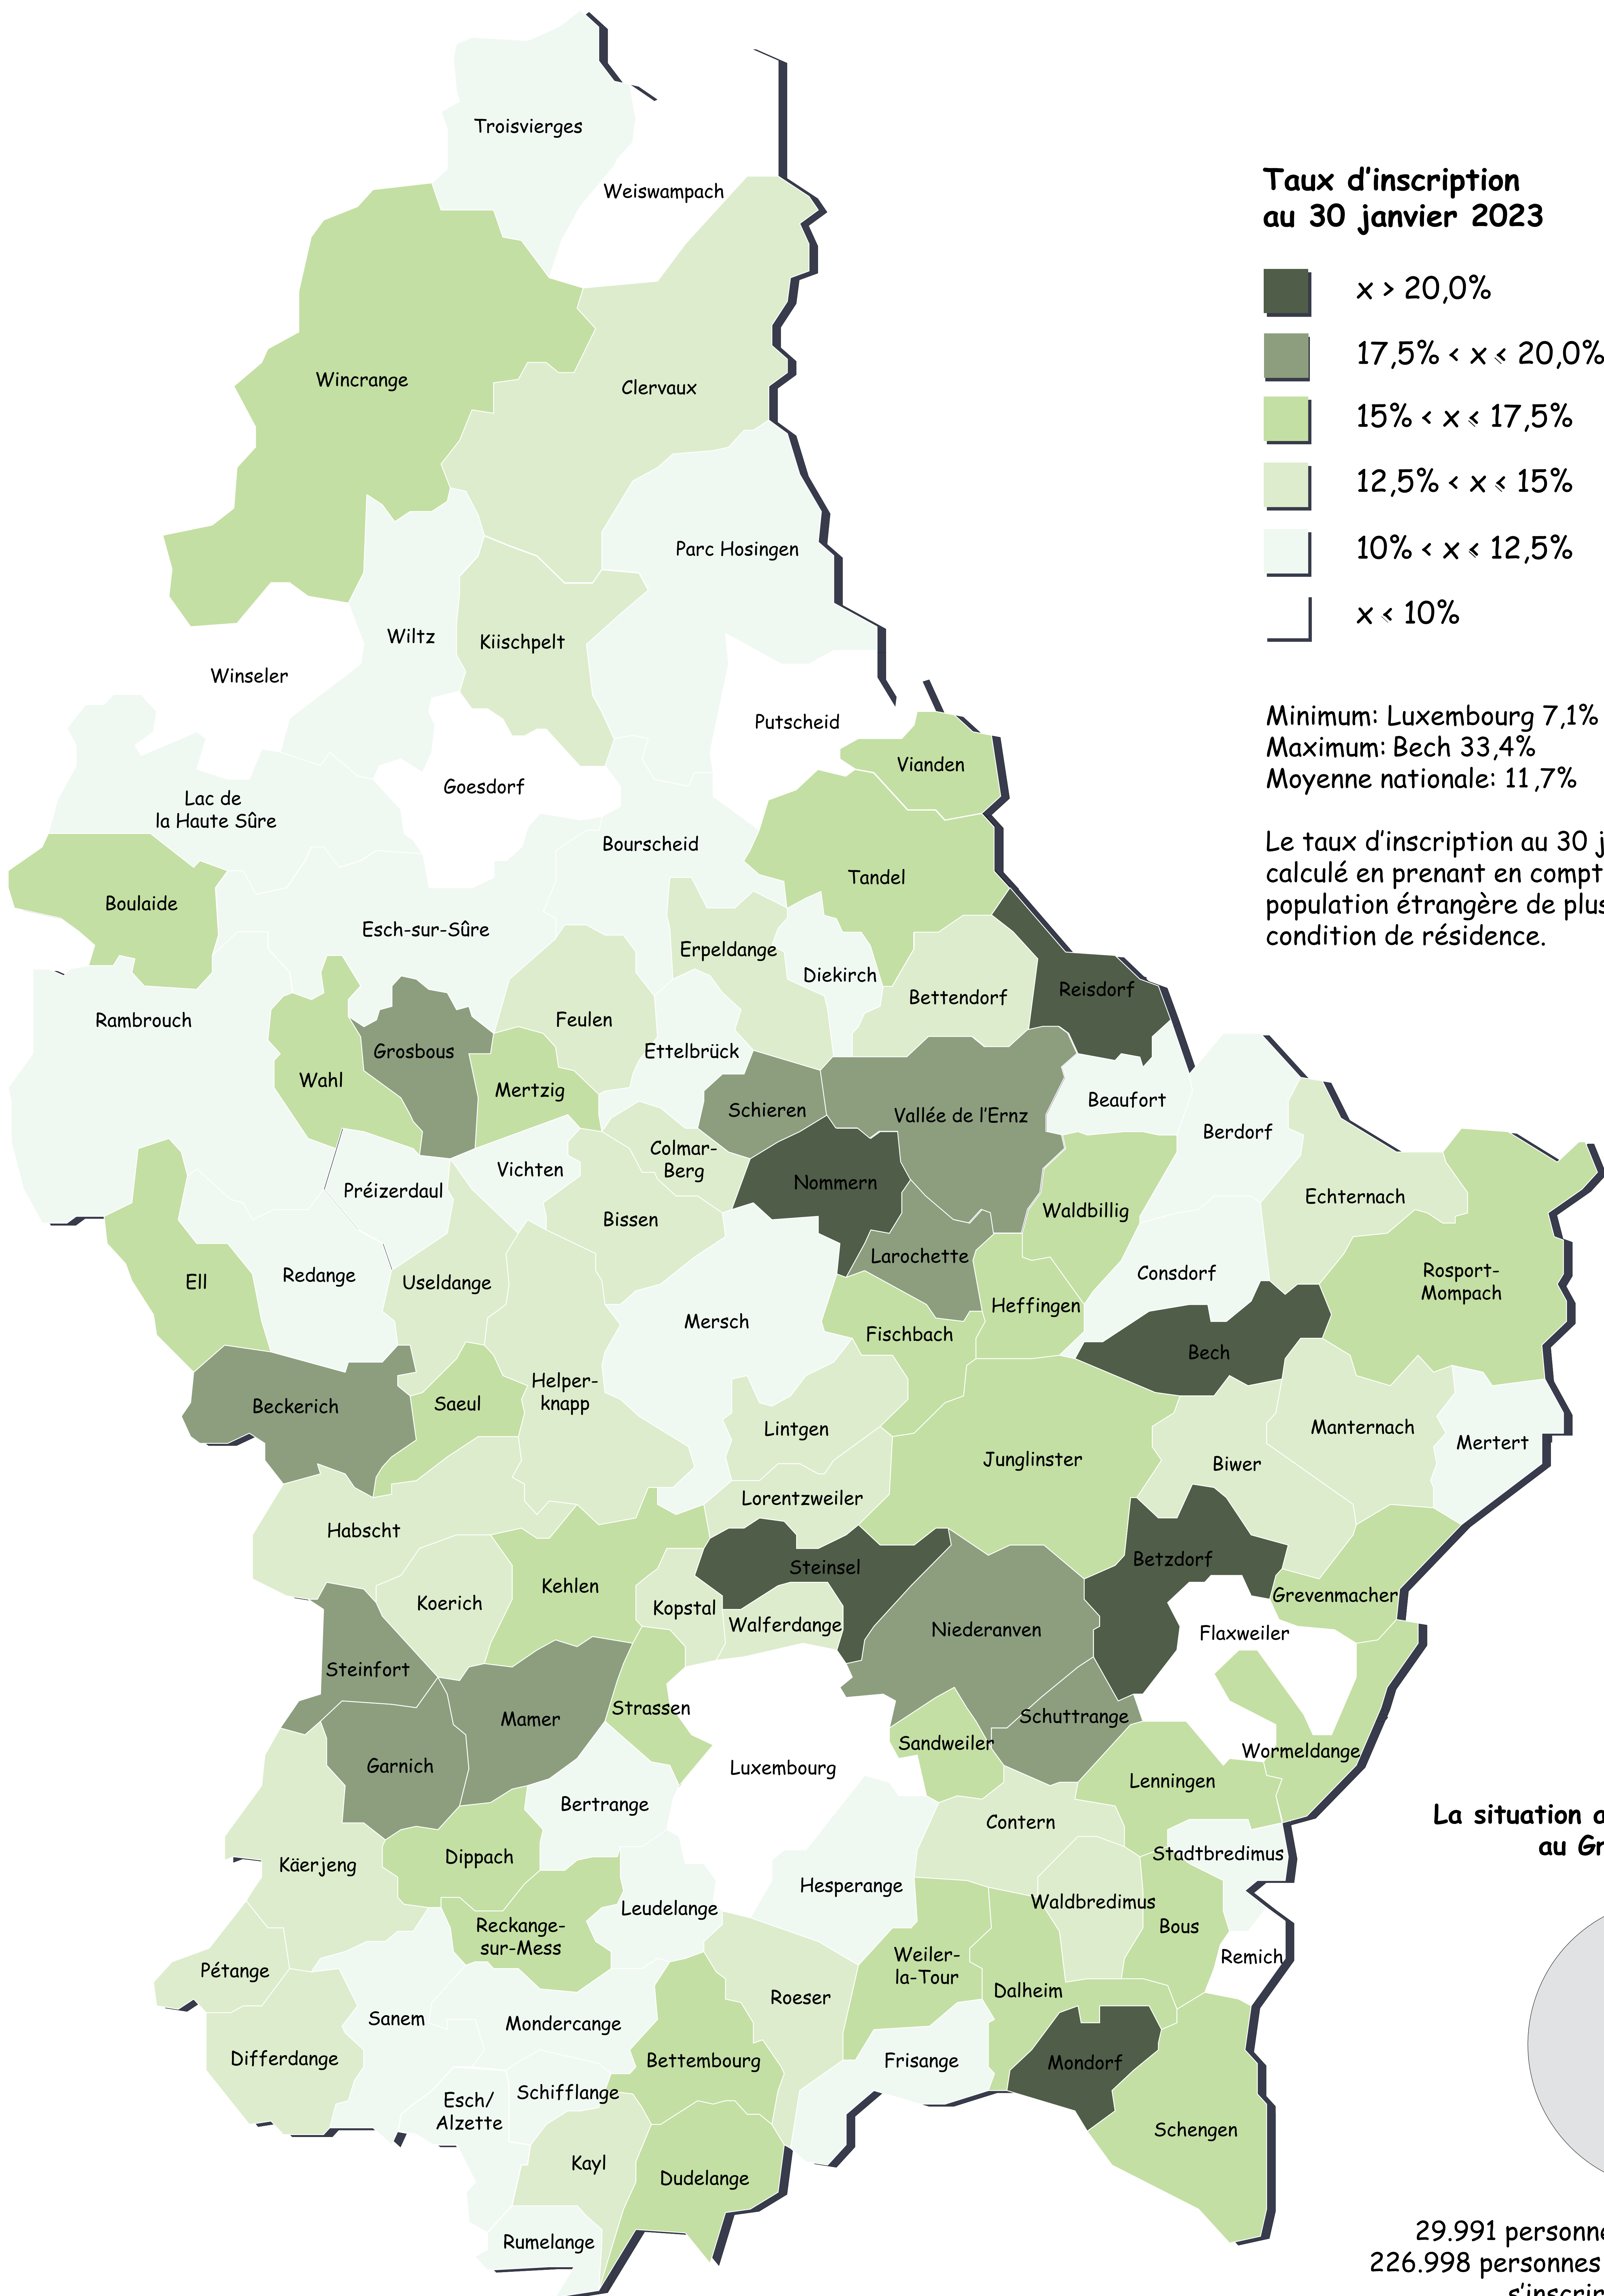 Troisvierges
Weiswampach
Wincrange
Clervaux
Parc Hosingen
Wiltz
Kiischpelt
Winseler
Putscheid
Vianden
Goesdorf
Lac de
la Haute Sûre
Bourscheid
Tandel
Boulaide
Esch-sur-Sûre
Erpeldange
Diekirch
Bettendorf
Reisdorf
Rambrouch
Feulen
Grosbous
Ettelbrück
Wahl
Mertzig
Schieren
Vallée de l'Ernz
Beaufort
Berdorf
Colmar-
Berg
Vichten
Préizerdaul
Nommern
Echternach
Bissen
Waldbillig
Larochette
Ell
Redange
Useldange
Consdorf
Rosport-
Mompach
Heffingen
Mersch
Fischbach
Bech
Helper-
knapp
Beckerich
Saeul
Lintgen
Manternach
Mertert
Junglinster
Biwer
Lorentzweiler
Habscht
Betzdorf
Steinsel
Kehlen
Grevenmacher
Koerich
Kopstal
Walferdange
Niederanven
Flaxweiler
Steinfort
Strassen
Mamer
Schuttrange
Sandweiler
Wormeldange
Garnich
Luxembourg
Lenningen
Bertrange
Contern
Stadtbredimus
Dippach
Käerjeng
Hesperange
Waldbredimus
Leudelange
Bous
Reckange-
sur-Mess
Remich
Weiler-
la-Tour
Pétange
Dalheim
Roeser
Sanem
Mondercange
Differdange
Bettembourg
Frisange
Mondorf
Schifflange
Esch/
Alzette
Schengen
Kayl
Dudelange
Rumelange
Taux d'inscription
au 30 janvier 2023
x > 20,0%
17,5% < x < 20,0%
15% < x < 17,5%
12,5% < x < 15%
10% < x < 12,5%
x < 10%
Minimum: Luxembourg 7,1%
Maximum: Bech 33,4%
Moyenne nationale: 11,7%
Le taux d'inscription au 30 j
calculé en prenant en compt
population étrangère de plus
condition de résidence.
La situation a
au Gr
29.991 personne
226.998 personnes
s'inscrir